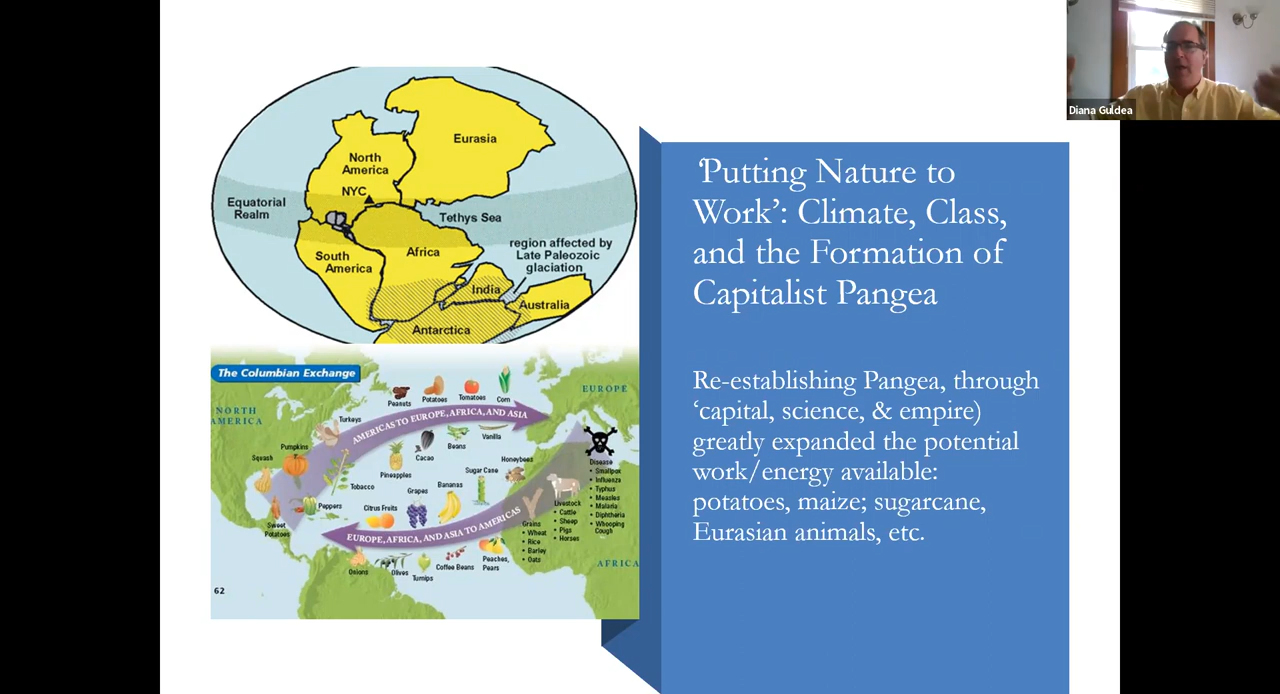 Diana Guldea
Eurasia
North
America
NYC
Equatorial
Realm
Tethys Sea
Africa
South
America
region affected by
Late Paleozoic
glaciation
India
Australia
Antarctica
‘Putting Nature to
Work’: Climate, Class,
and the Formation of
Capitalist Pangea
Re-establishing Pangea, through
‘capital, science, & empire)
greatly expanded the potential
work/energy available:
potatoes, maize; sugarcane,
Eurasian animals, etc.
The Columbian Exchange
EUROPE
NORTH
AMERICA
Peanuts
Potatoes
Tomatoes
Corn
Turkeys
AMERICAS TO EUROPE, AFRICA, AND ASIA
Pumpkins
Squash
Cacao
Beans
Vanilla
Pineapples
Tobacco
Peppers
Sweet
Potatoes
Honeybees
Sugar Cane
Bananas
Grapes
Citrus Fruits
Disease
• Smallpox
• Influenza
• Typhus
• Measles
• Malaria
• Diphtheria
• Whooping
Cough
Livestock
• Cattle
• Sheep
• Pigs
• Horses
Grains
• Wheat
• Rice
• Barley
• Oats
EUROPE, AFRICA, AND ASIA TO AMERICAS
Onions
Olives
Turnips
Coffee Beans
Peaches,
Pears
AFRICA
62